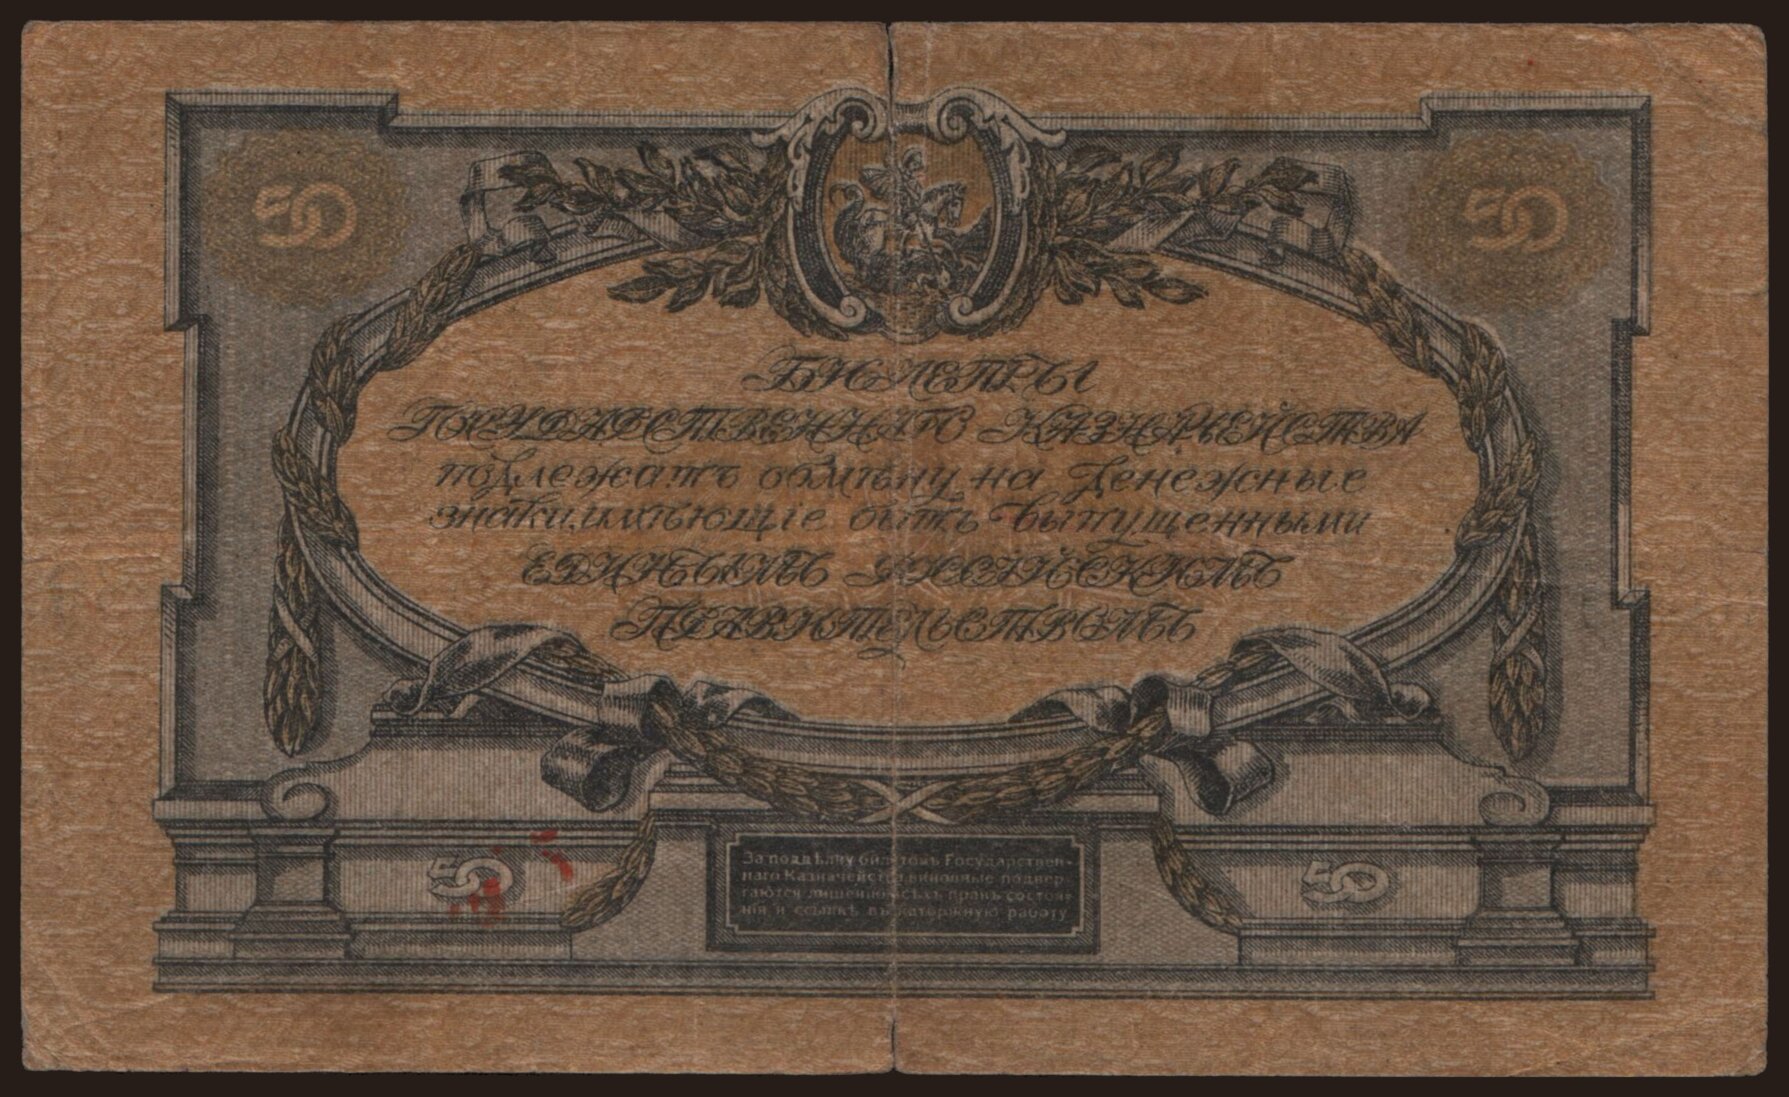 50
50
БИЛЕТЫ
ГОСУДАРСТВЕННАГО КАЗНАЧЕЙСТВА
подлежатъ обмѣну на денежные
знаки, имѣющіе быть выпущенными
ЕДИНЫМЪ РОССІЙСКИМЪ
ПРАВИТЕЛЬСТВОМЪ
50
50
За поддѣлку билетовъ Государствен-
наго Казначейства виновные подвер-
гаются лишенію всѣхъ правъ состоя-
нія и ссылкѣ въ каторжную работу